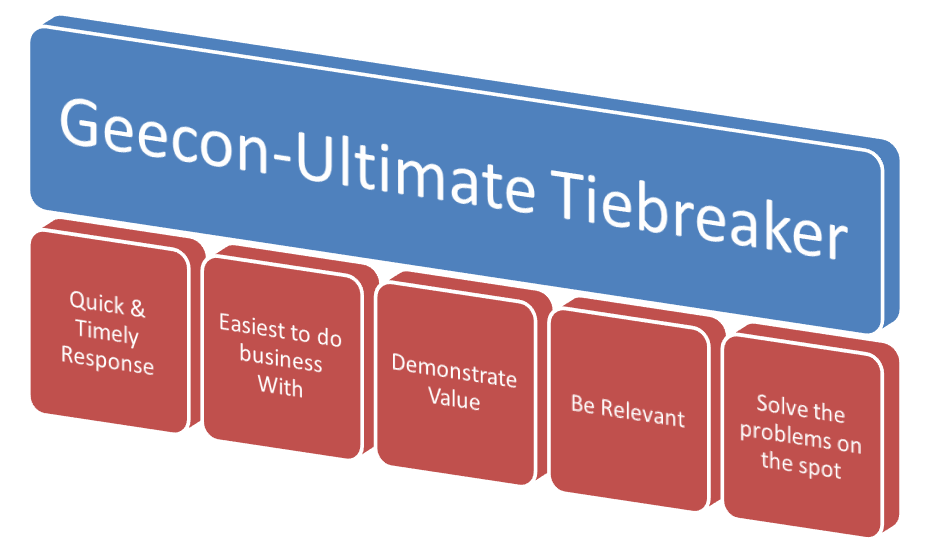 Geecon-Ultimate Tiebreaker
Quick &
Timely
Response
Easiest to do
business
With
Demonstrate
Value
Be Relevant
Solve the
problems on
the spot